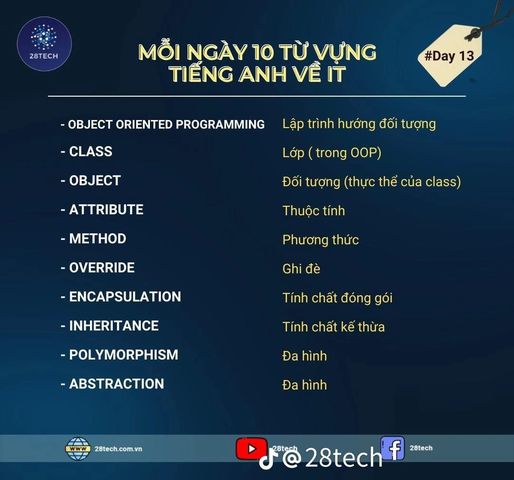 28TECH
MỖI NGÀY 10 TỪ VỰNG
TIẾNG ANH VỀ IT
#Day 13
- OBJECT ORIENTED PROGRAMMING Lập trình hướng đối tượng
- CLASS Lớp ( trong OOP)
- OBJECT Đối tượng (thực thể của class)
- ATTRIBUTE Thuộc tính
- METHOD Phương thức
- OVERRIDE Ghi đè
- ENCAPSULATION Tính chất đóng gói
- INHERITANCE Tính chất kế thừa
- POLYMORPHISM Đa hình
- ABSTRACTION Đa hình
WWW 28tech.com.vn 28tech 28tech
@28tech